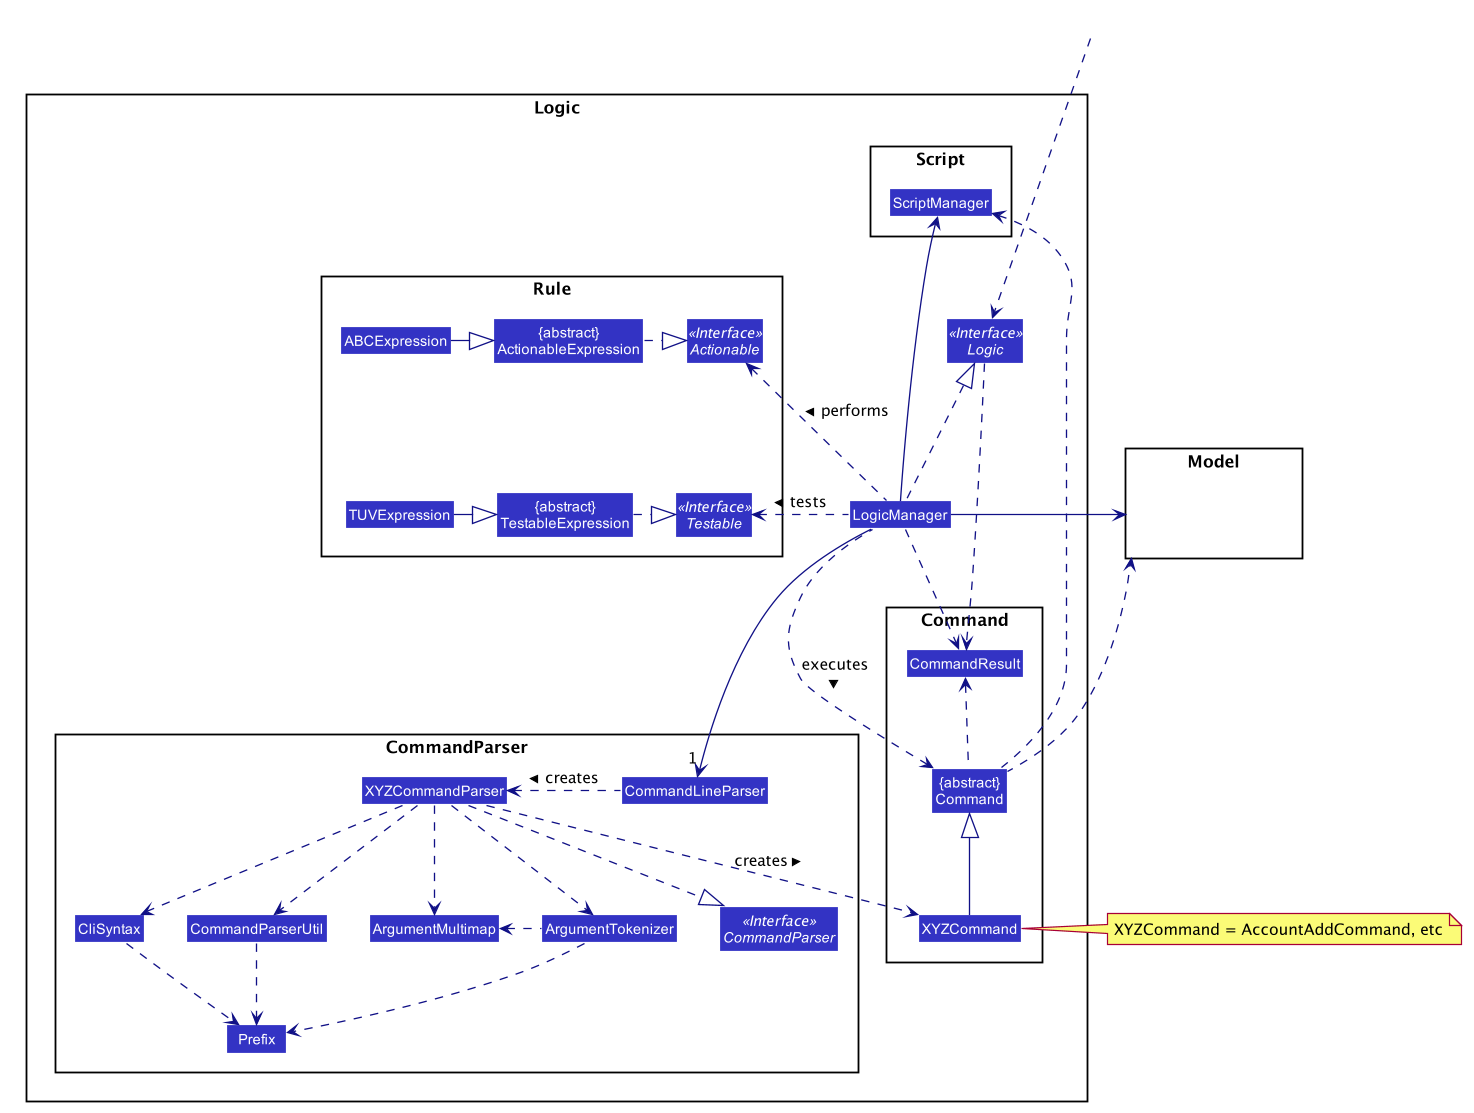 Logic
Script
ScriptManager
Rule
ABCExpression
{abstract}
ActionableExpression
«Interface»
Actionable
«Interface»
Logic
◄ performs
Model
TUVExpression
{abstract}
TestableExpression
«Interface»
Testable
◄ tests
LogicManager
Command
CommandResult
executes
▼
CommandParser
1
XYZCommandParser
◄ creates
CommandLineParser
{abstract}
Command
creates ►
CliSyntax
CommandParserUtil
ArgumentMultimap
ArgumentTokenizer
«Interface»
CommandParser
XYZCommand
XYZCommand = AccountAddCommand, etc
Prefix